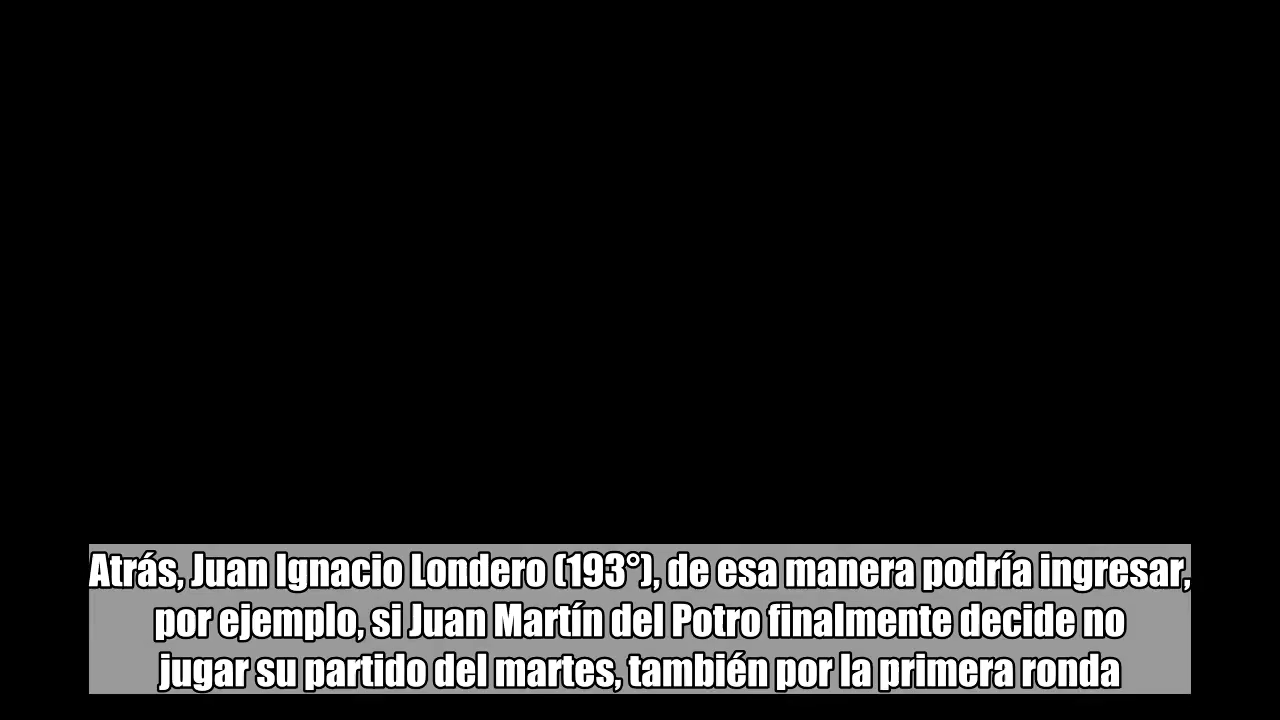 Atrás, Juan Ignacio Londero (193°), de esa manera podría ingresar,
por ejemplo, si Juan Martín del Potro finalmente decide no
jugar su partido del martes, también por la primera ronda